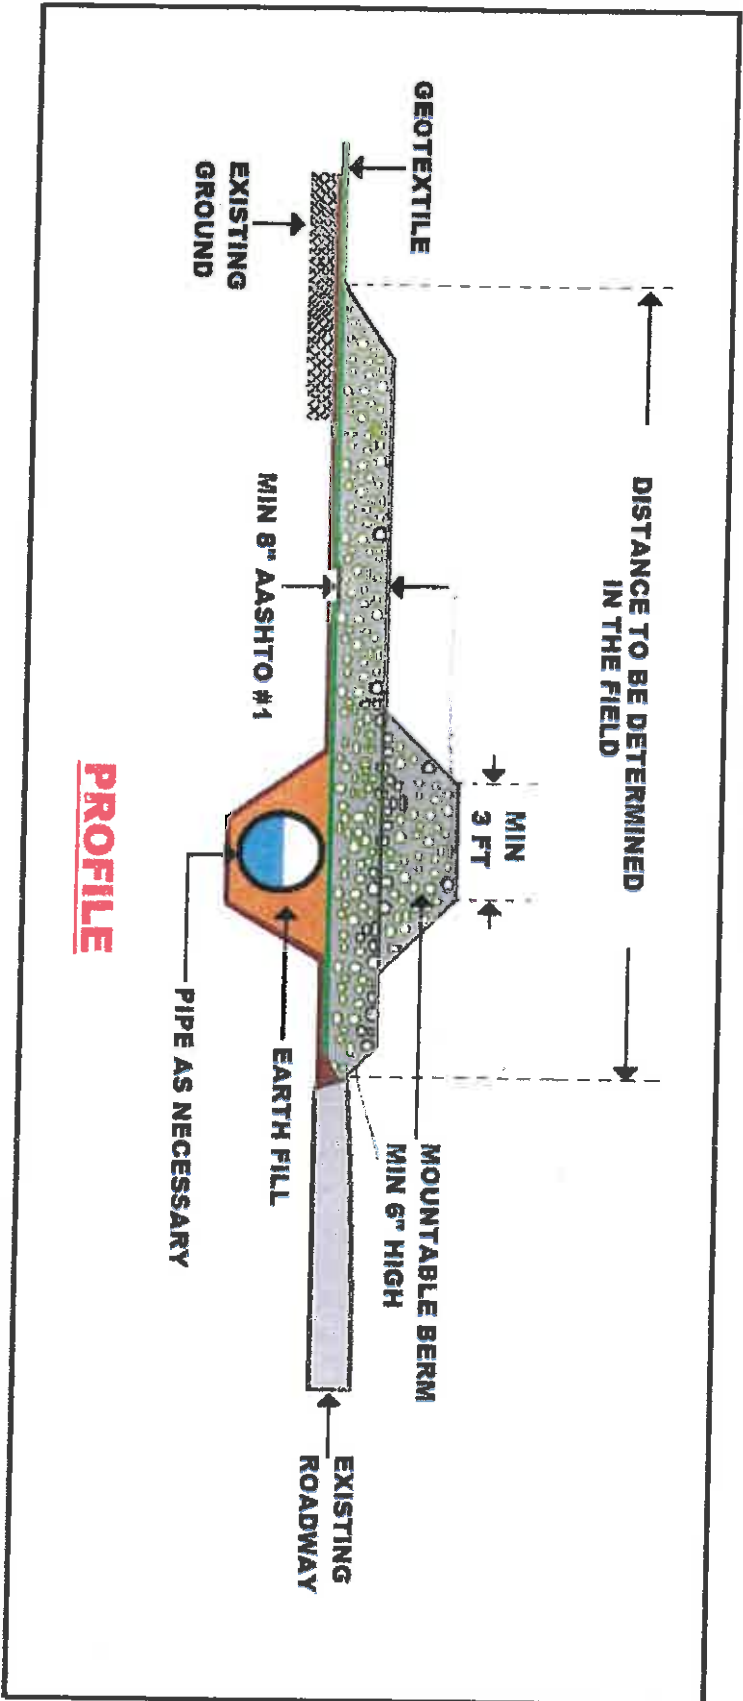 DISTANCE TO BE DETERMINED
IN THE FIELD
MIN
3 FT
GEOTEXTILE
MOUNTABLE BERM
MIN 6" HIGH
EXISTING
ROADWAY
EXISTING
GROUND
MIN 8" AASHTO #1
EARTH FILL
PIPE AS NECESSARY
PROFILE